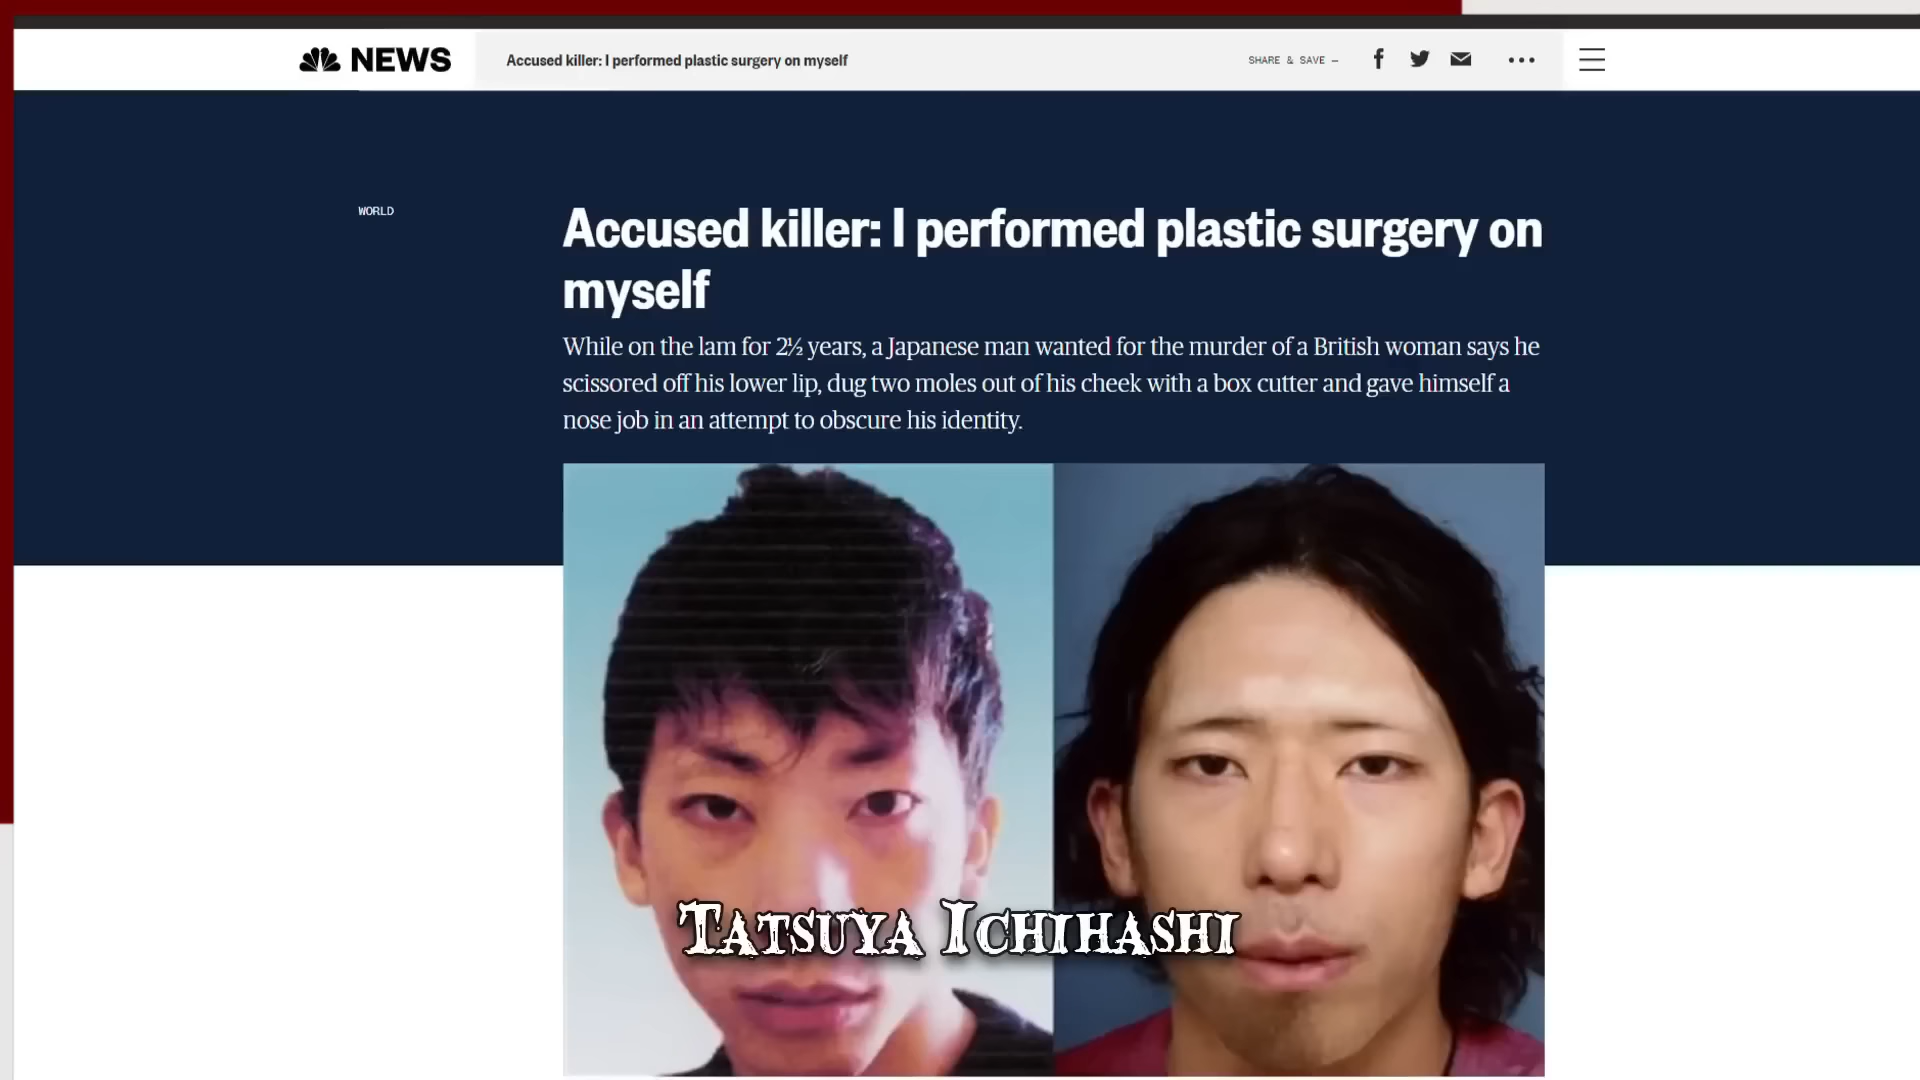 NEWS
Accused killer: I performed plastic surgery on myself
SHARE & SAVE —
WORLD
Accused killer: I performed plastic surgery on
myself
While on the lam for 2½ years, a Japanese man wanted for the murder of a British woman says he
scissored off his lower lip, dug two moles out of his cheek with a box cutter and gave himself a
nose job in an attempt to obscure his identity.
TATSUYA ICHIHASHI